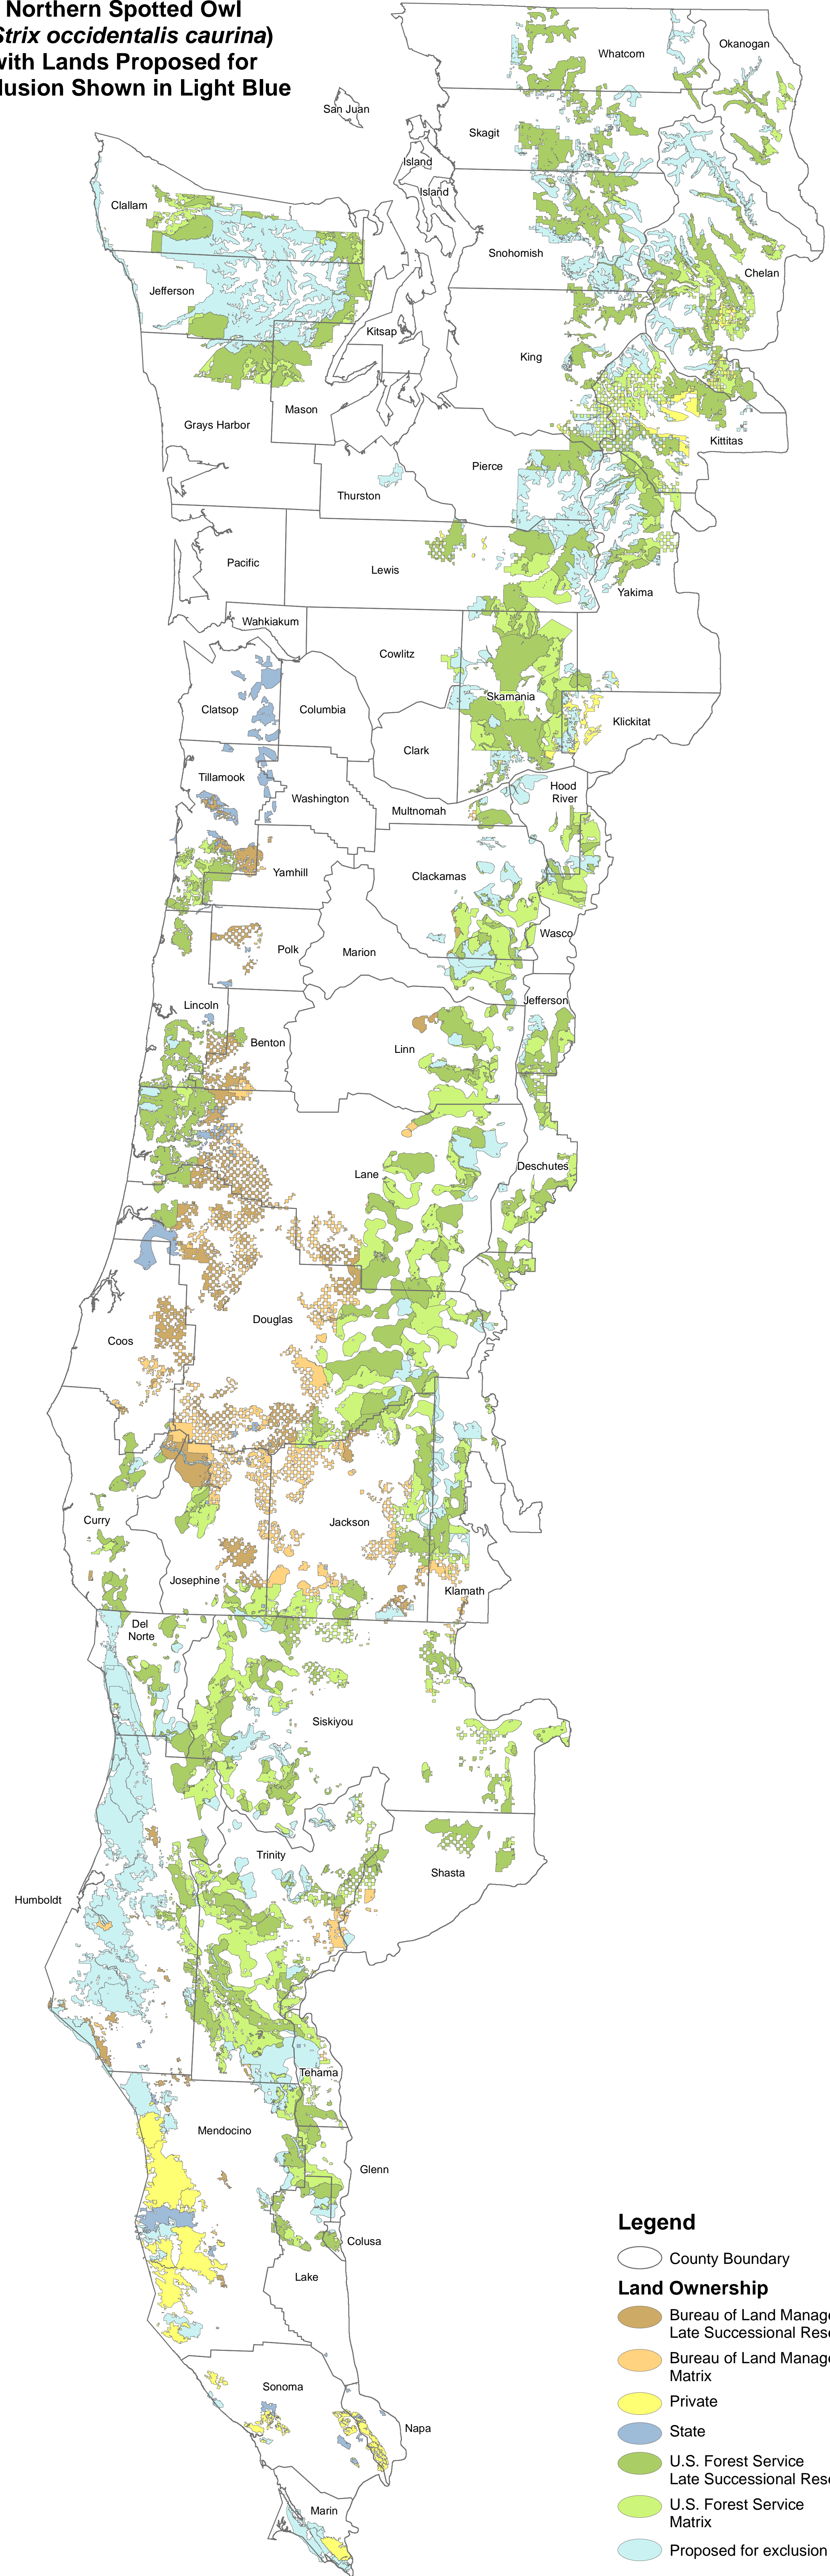 Northern Spotted Owl
Strix occidentalis caurina)
with Lands Proposed for
lusion Shown in Light Blue
San Juan
Whatcom
Okanogan
Skagit
Island
Island
Clallam
Snohomish
Chelan
Jefferson
Kitsap
King
Mason
Grays Harbor
Kittitas
Pierce
Thurston
Pacific
Lewis
Yakima
Wahkiakum
Cowlitz
Skamania
Clatsop
Columbia
Klickitat
Clark
Tillamook
Hood
River
Washington
Multnomah
Yamhill
Clackamas
Wasco
Polk
Marion
Jefferson
Lincoln
Benton
Linn
Lane
Deschutes
Douglas
Coos
Curry
Jackson
Josephine
Klamath
Del
Norte
Siskiyou
Trinity
Shasta
Humboldt
Tehama
Mendocino
Glenn
Colusa
Lake
Sonoma
Napa
Marin
Legend
County Boundary
Land Ownership
Bureau of Land Manage
Late Successional Rese
Bureau of Land Manage
Matrix
Private
State
U.S. Forest Service
Late Successional Rese
U.S. Forest Service
Matrix
Proposed for exclusion